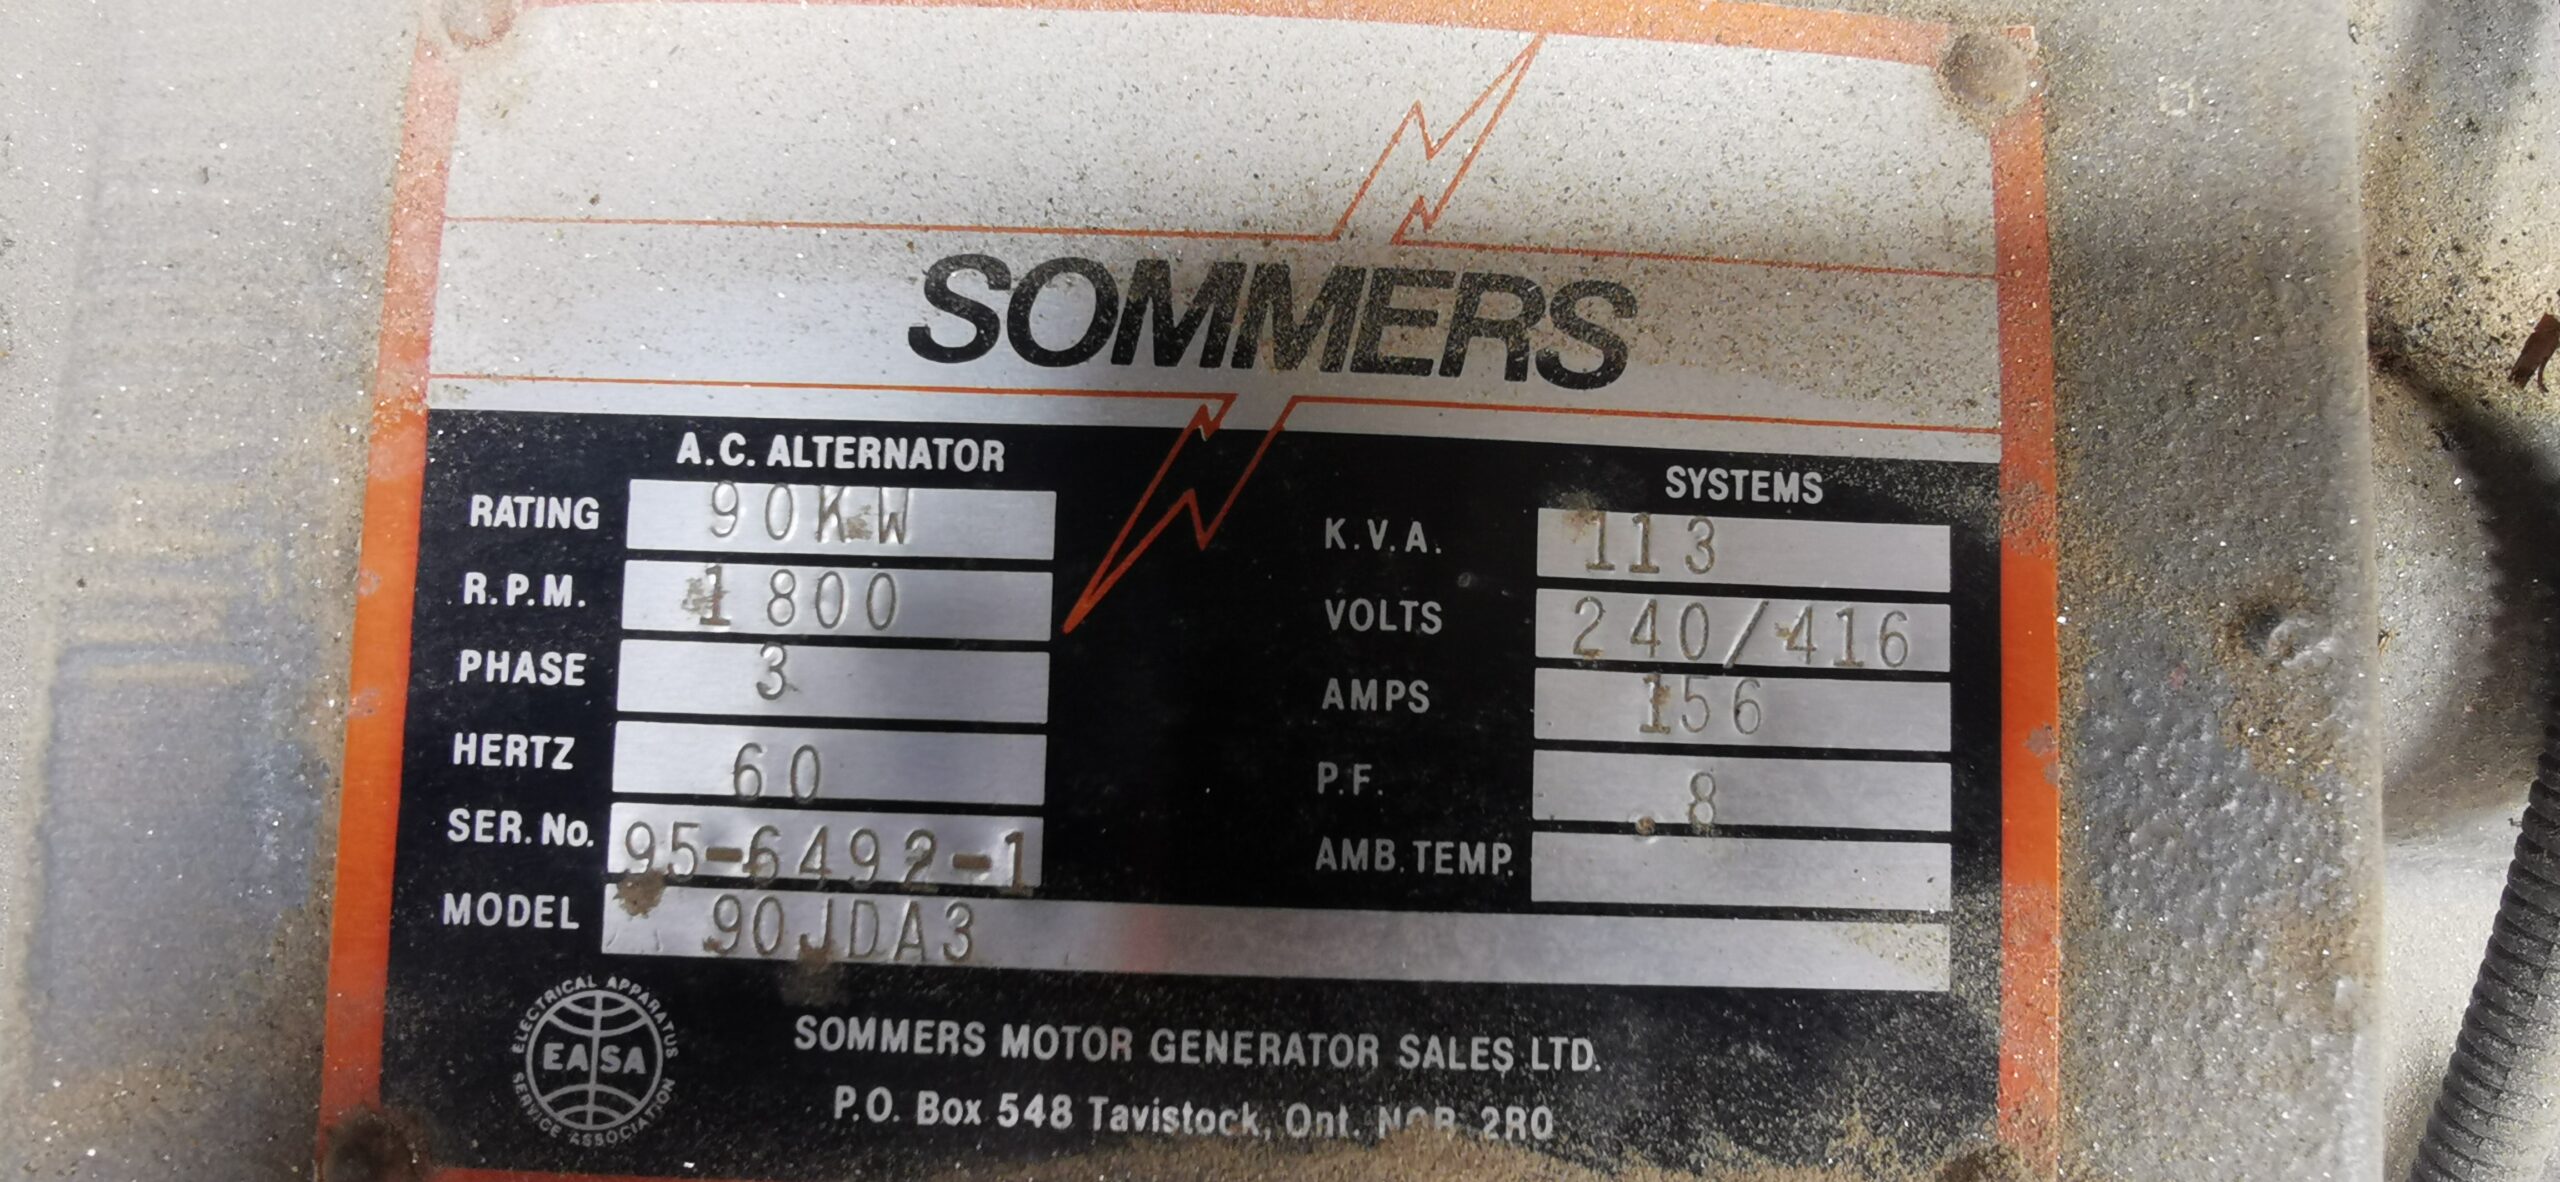 SOMMERS
A.C. ALTERNATOR
RATING 90KW
R.P.M. 1800
PHASE 3
HERTZ 60
SER. No. 95-6492-1
MODEL 90JDA3
SYSTEMS
K.V.A. 113
VOLTS 240/416
AMPS 156
P.F. .8
AMB. TEMP.
ELECTRICAL APPARATUS
EASA
SERVICE ASSOCIATION
SOMMERS MOTOR GENERATOR SALES LTD.
P.O. Box 548 Tavistock, Ont. 2R0